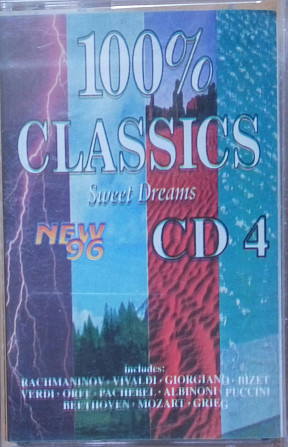 100%
CLASSICS
Sweet Dreams
NEW
96
CD 4
includes:
RACHMANINOV · VIVALDI · GIORGIANO · BIZET
VERDI · ORFF · PACHEBEL · ALBINONI · PUCCINI
BEETHOVEN · MOZART · GRIEG